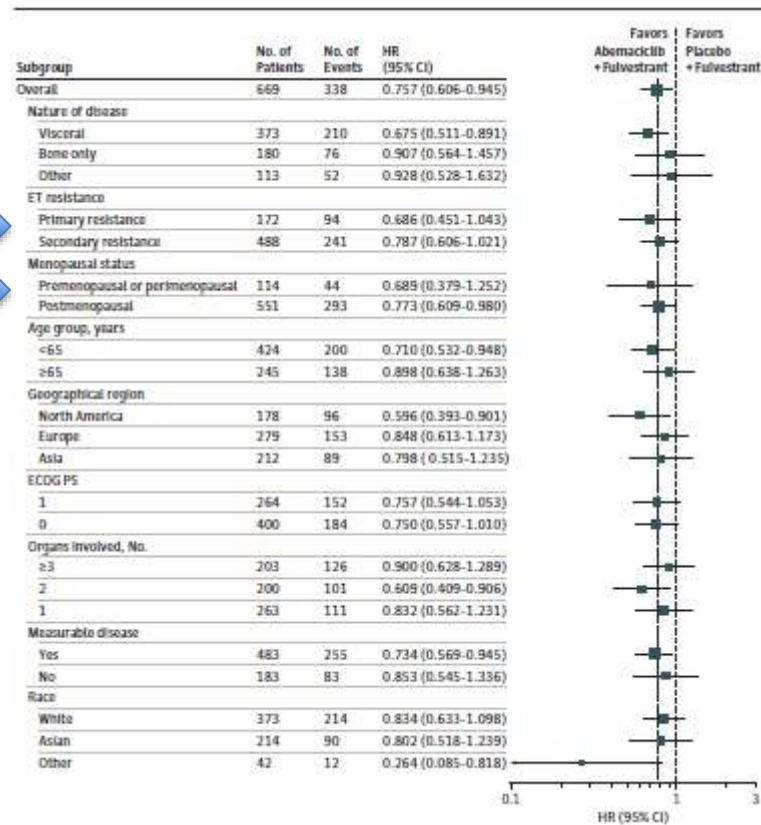 Favors Favors
No. of No. of HR Abemaciclib Placebo
Subgroup Patients Events (95% CI) +Fulvestrant +Fulvestrant
Overall 669 338 0.757 (0.606-0.945)
Nature of disease
Visceral 373 210 0.675 (0.511-0.891)
Bone only 180 76 0.907 (0.564-1.457)
Other 113 52 0.928 (0.528-1.632)
ET resistance
Primary resistance 172 94 0.686 (0.451-1.043)
Secondary resistance 488 241 0.787 (0.606-1.021)
Menopausal status
Premenopausal or perimenopausal 114 44 0.689 (0.379-1.252)
Postmenopausal 551 293 0.773 (0.609-0.980)
Age group, years
<65 424 200 0.710 (0.532-0.948)
≥65 245 138 0.898 (0.638-1.263)
Geographical region
North America 178 96 0.596 (0.393-0.901)
Europe 279 153 0.848 (0.613-1.173)
Asia 212 89 0.798 ( 0.515-1.235)
ECOG PS
1 264 152 0.757 (0.544-1.053)
0 400 184 0.750 (0.557-1.010)
Organs involved, No.
≥3 203 126 0.900 (0.628-1.289)
2 200 101 0.609 (0.409-0.906)
1 263 111 0.832 (0.562-1.231)
Measurable disease
Yes 483 255 0.734 (0.569-0.945)
No 183 83 0.853 (0.545-1.336)
Race
White 373 214 0.834 (0.633-1.098)
Asian 214 90 0.802 (0.518-1.239)
Other 42 12 0.264 (0.085-0.818)
0.1 1 3
HR (95% CI)